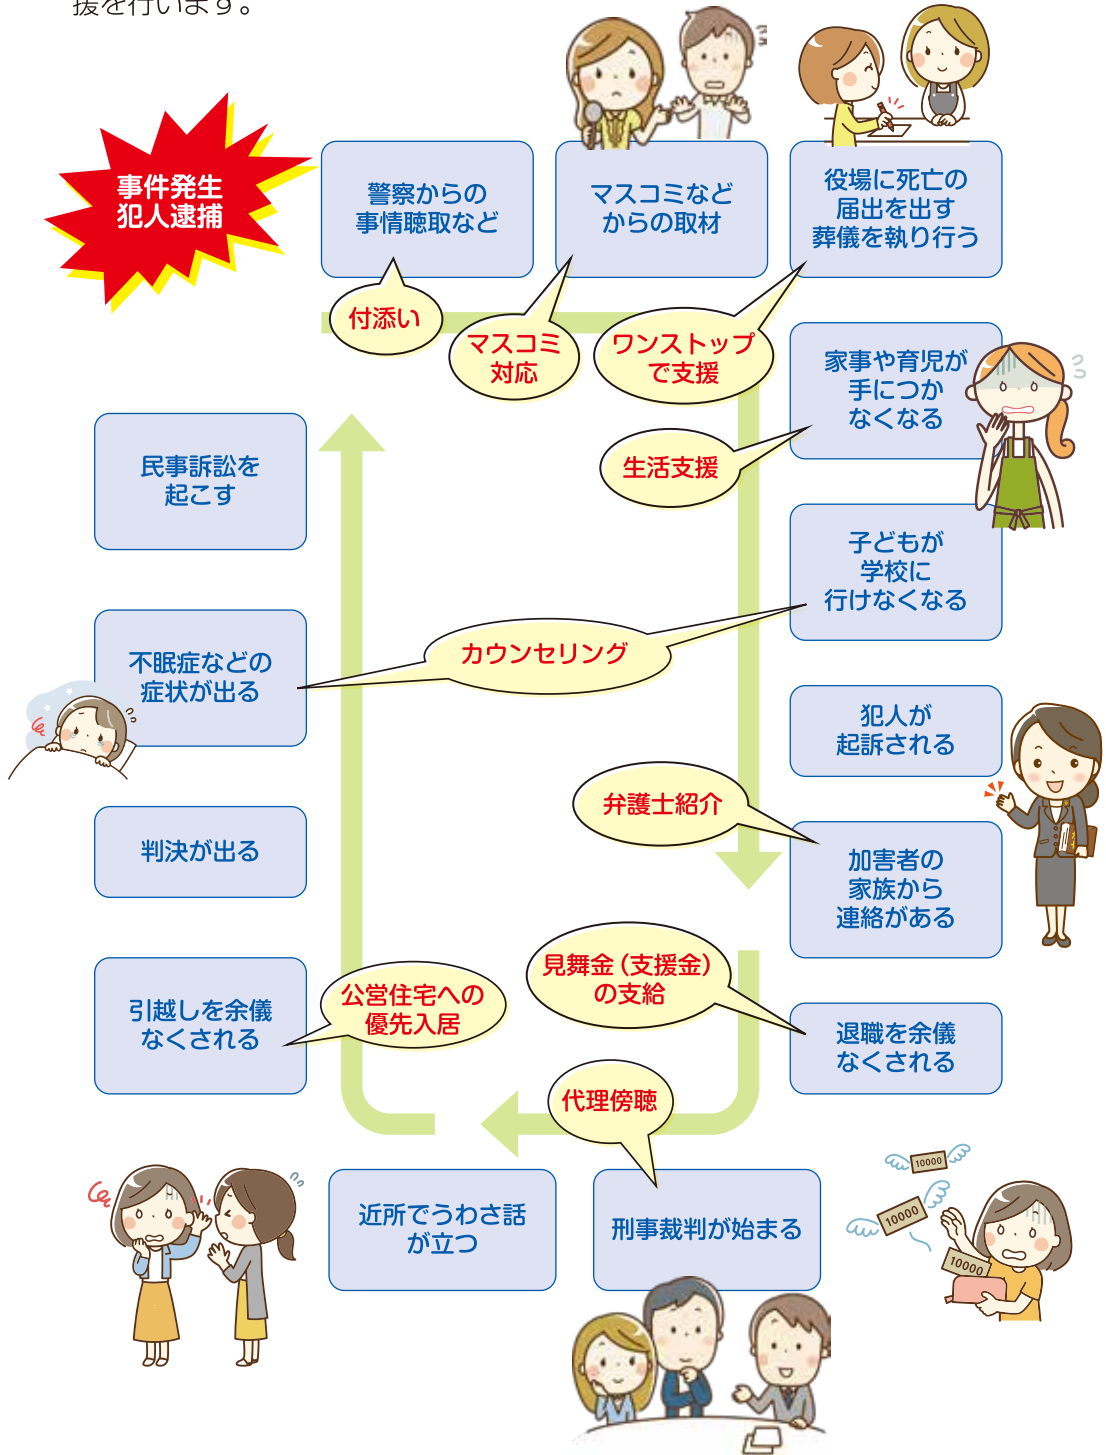 援を行います。
事件発生
犯人逮捕
警察からの
事情聴取など
マスコミなど
からの取材
役場に死亡の
届出を出す
葬儀を執り行う
付添い
マスコミ
対応
ワンストップ
で支援
家事や育児が
手につか
なくなる
生活支援
子どもが
学校に
行けなくなる
カウンセリング
犯人が
起訴される
弁護士紹介
加害者の
家族から
連絡がある
見舞金（支援金）
の支給
退職を余儀
なくされる
代理傍聴
刑事裁判が始まる
10000
10000
10000
近所でうわさ話
が立つ
公営住宅への
優先入居
引越しを余儀
なくされる
判決が出る
不眠症などの
症状が出る
民事訴訟を
起こす